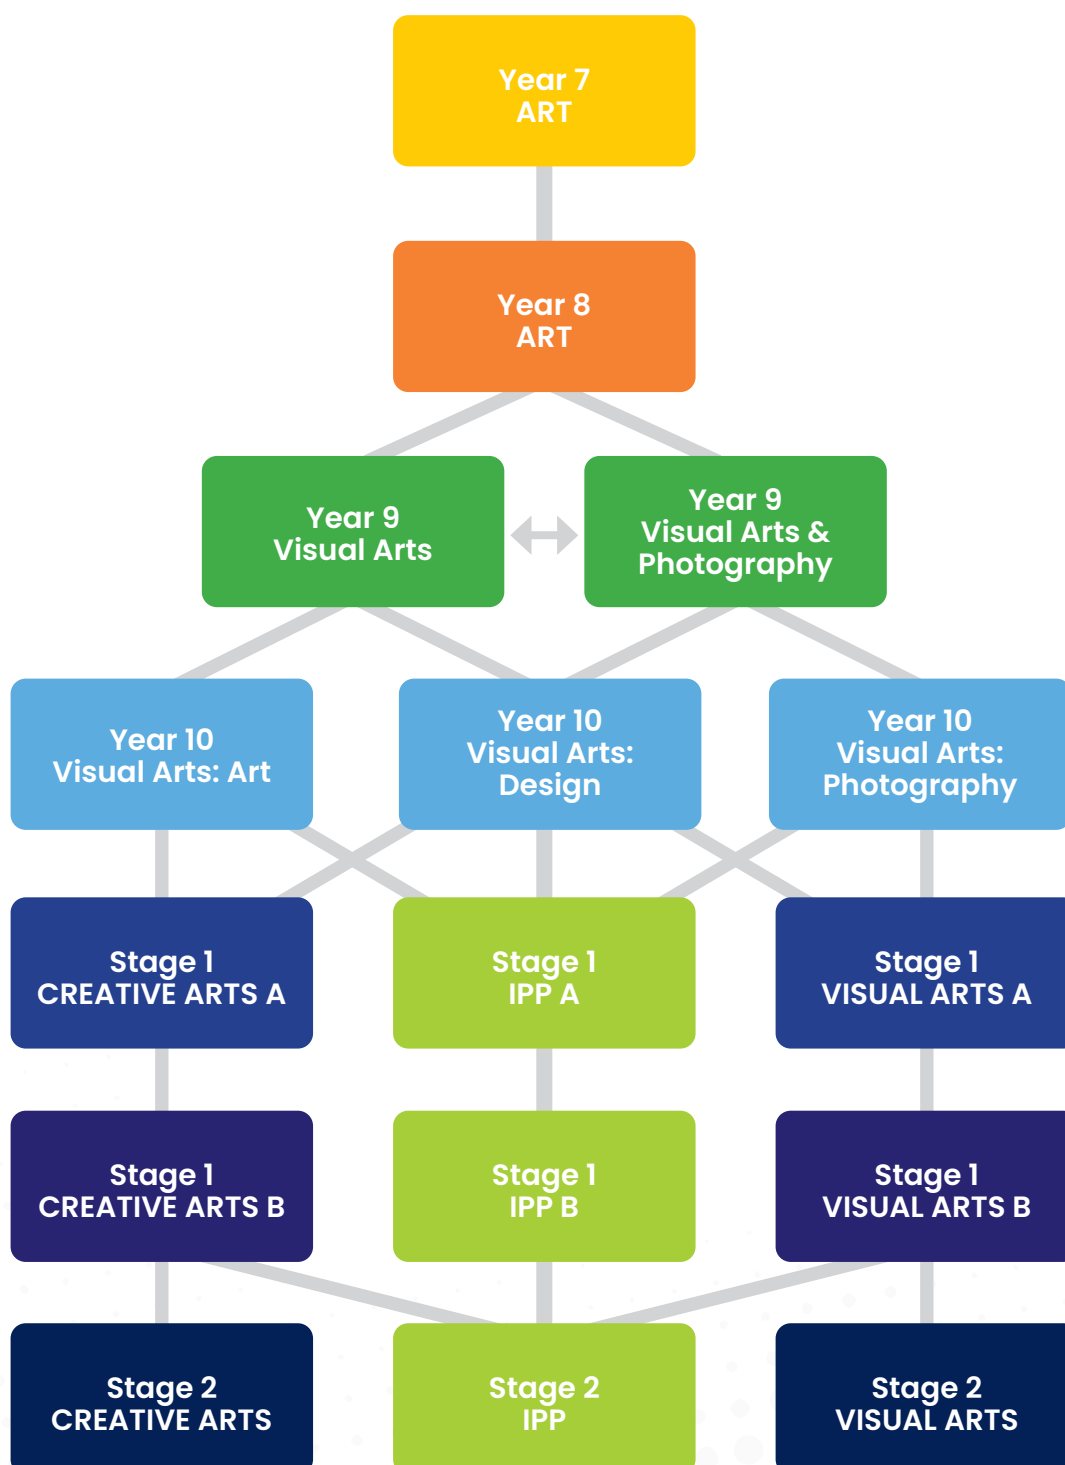 Year 7
ART
Year 8
ART
Year 9
Visual Arts
Year 9
Visual Arts &
Photography
Year 10
Visual Arts: Art
Year 10
Visual Arts:
Design
Year 10
Visual Arts:
Photography
Stage 1
CREATIVE ARTS A
Stage 1
IPP A
Stage 1
VISUAL ARTS A
Stage 1
CREATIVE ARTS B
Stage 1
IPP B
Stage 1
VISUAL ARTS B
Stage 2
CREATIVE ARTS
Stage 2
IPP
Stage 2
VISUAL ARTS